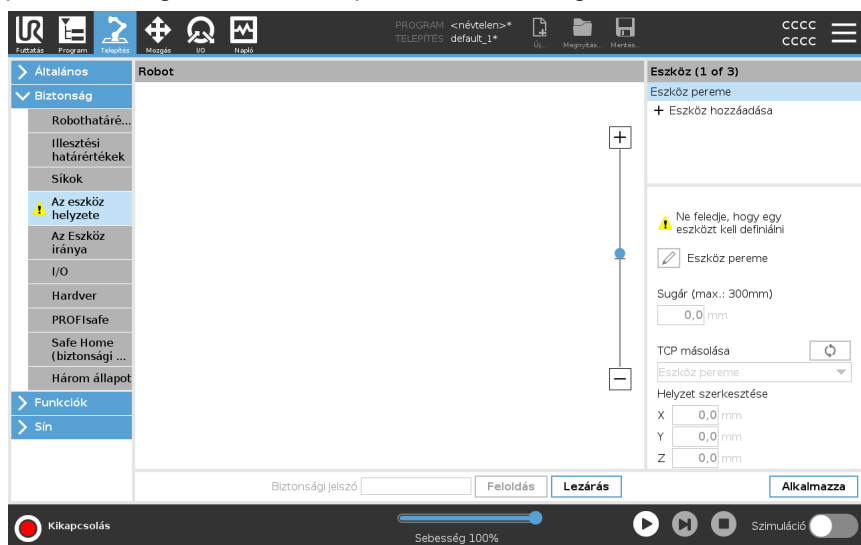 PROGRAM <névtelen>*
TELEPÍTÉS default_1*
Futtatás Program Telepítés Mozgás I/O Napló
Új... Megnyitás... Mentés...
cccc
cccc
Általános
Biztonság
Robothatáré...
Illesztési
határértékek
Síkok
Az eszköz
helyzete
Az Eszköz
iránya
I/O
Hardver
PROFIsafe
Safe Home
(biztonsági ...
Három állapot
Funkciók
Sín
Robot
Eszköz (1 of 3)
Eszköz pereme
+ Eszköz hozzáadása
Ne feledje, hogy egy
eszközt kell definiálni
Eszköz pereme
Sugár (max.: 300mm)
0,0 mm
TCP másolása
Eszköz pereme
Helyzet szerkesztése
X 0,0 mm
Y 0,0 mm
Z 0,0 mm
Biztonsági jelszó Feloldás Lezárás Alkalmazza
Kikapcsolás
Sebesség 100%
Szimuláció